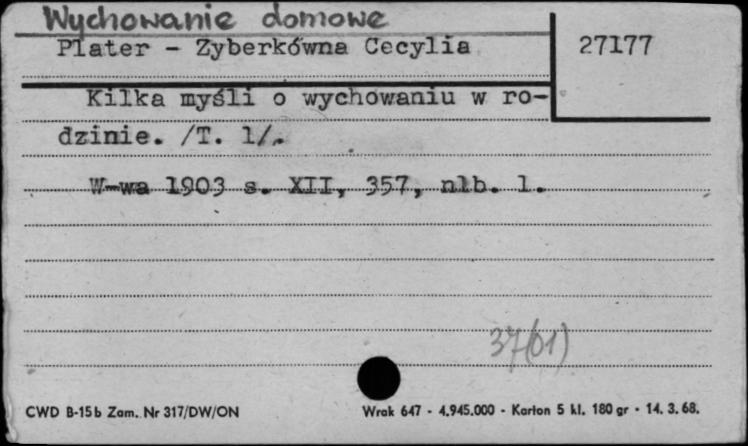 Wychowanie domowe
Plater - Zyberkówna Cecylia
27177
Kilka myśli o wychowaniu w ro-
dzinie. /T. 1/.
W-wa 1903 s. XII, 357, nlb. 1.
37(01)
CWD B-15b Zam. Nr 317/DW/ON
Wrak 647 - 4.945.000 - Karton 5 kl. 180 gr - 14. 3. 68.